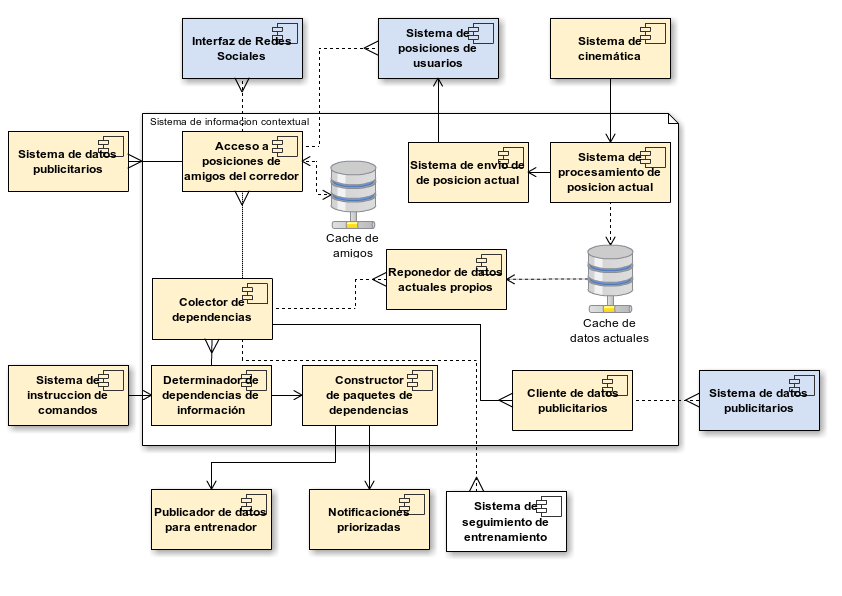 Interfaz de Redes
Sociales
Sistema de
posiciones de
usuarios
Sistema de
cinemática
Sistema de informacion contextual
Sistema de datos
publicitarios
Acceso a
posiciones de
amigos del corredor
Sistema de envio de
de posicion actual
Sistema de
procesamiento de
posicion actual
Cache de
amigos
Reponedor de datos
actuales propios
Cache de
datos actuales
Colector de
dependencias
Sistema de
instruccion de
comandos
Determinador de
dependencias de
información
Constructor
de paquetes de
dependencias
Cliente de datos
publicitarios
Sistema de datos
publicitarios
Publicador de datos
para entrenador
Notificaciones
priorizadas
Sistema de
seguimiento de
entrenamiento